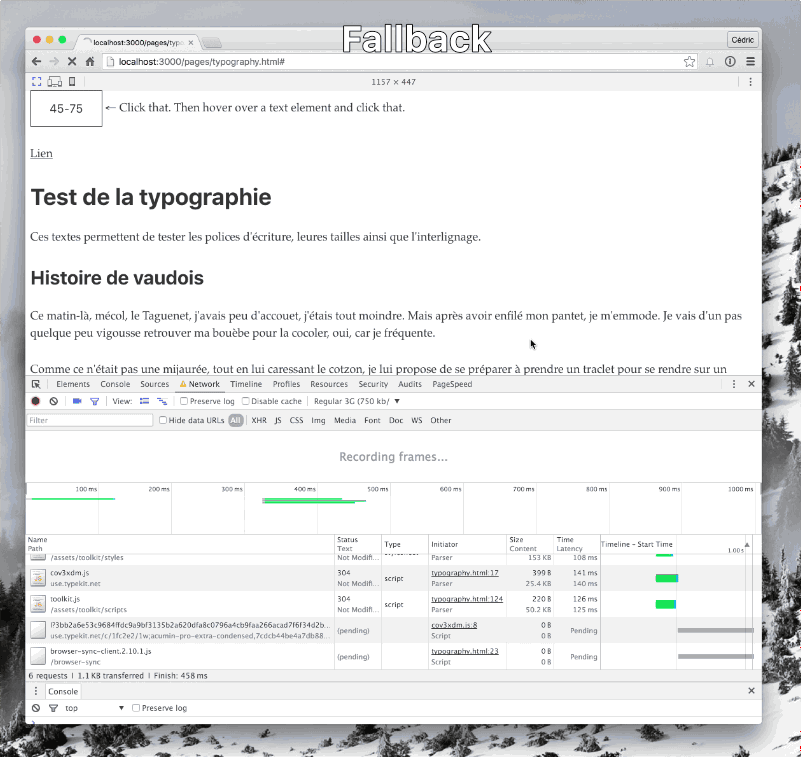 Fallback
localhost:3000/pages/typo
Cédric
localhost:3000/pages/typography.html#
1157 × 447
45-75
← Click that. Then hover over a text element and click that.
Lien
Test de la typographie
Ces textes permettent de tester les polices d'écriture, leures tailles ainsi que l'interlignage.
Histoire de vaudois
Ce matin-là, mécol, le Taguenet, j'avais peu d'accouet, j'étais tout moindre. Mais après avoir enfilé mon pantet, je m'emmode. Je vais d'un pas
quelque peu vigousse retrouver ma bouèbe pour la cocoler, oui, car je fréquente.
Comme ce n'était pas une mijaurée, tout en lui caressant le cotzon, je lui propose de se préparer à prendre un traclet pour se rendre sur un
Elements Console Sources Network Timeline Profiles Resources Security Audits PageSpeed
View: Preserve log Disable cache Regular 3G (750 kb/
Filter Hide data URLs All XHR JS CSS Img Media Font Doc WS Other
Recording frames...
100 ms 200 ms 300 ms 400 ms 500 ms 600 ms 700 ms 800 ms 900 ms 1000 ms
Name Status Type Initiator Size Time Timeline – Start Time
Path Text Content Latency 1.00 s
/assets/toolkit/styles Not Modifi... Parser 153 KB 108 ms
cov3xdm.js 304 script typography.html:17 399 B 141 ms
use.typekit.net Not Modifi... Parser 25.4 KB 140 ms
toolkit.js 304 script typography.html:124 220 B 126 ms
/assets/toolkit/scripts Not Modifi... Parser 50.2 KB 125 ms
l?3bb2a6e53c9684ffdc9a9bf3135b2a620dfa8c0796a4cb9faa266acad7f6f34d2b... (pending) cov3xdm.js:8 0 B Pending
use.typekit.net/c/1fc2e2/1w;acumin-pro-extra-condensed,7cdcb44be4a7db88... Script 0 B
browser-sync-client.2.10.1.js (pending) typography.html:23 0 B Pending
/browser-sync Script 0 B
6 requests | 1.1 KB transferred | Finish: 458 ms
Console
top Preserve log